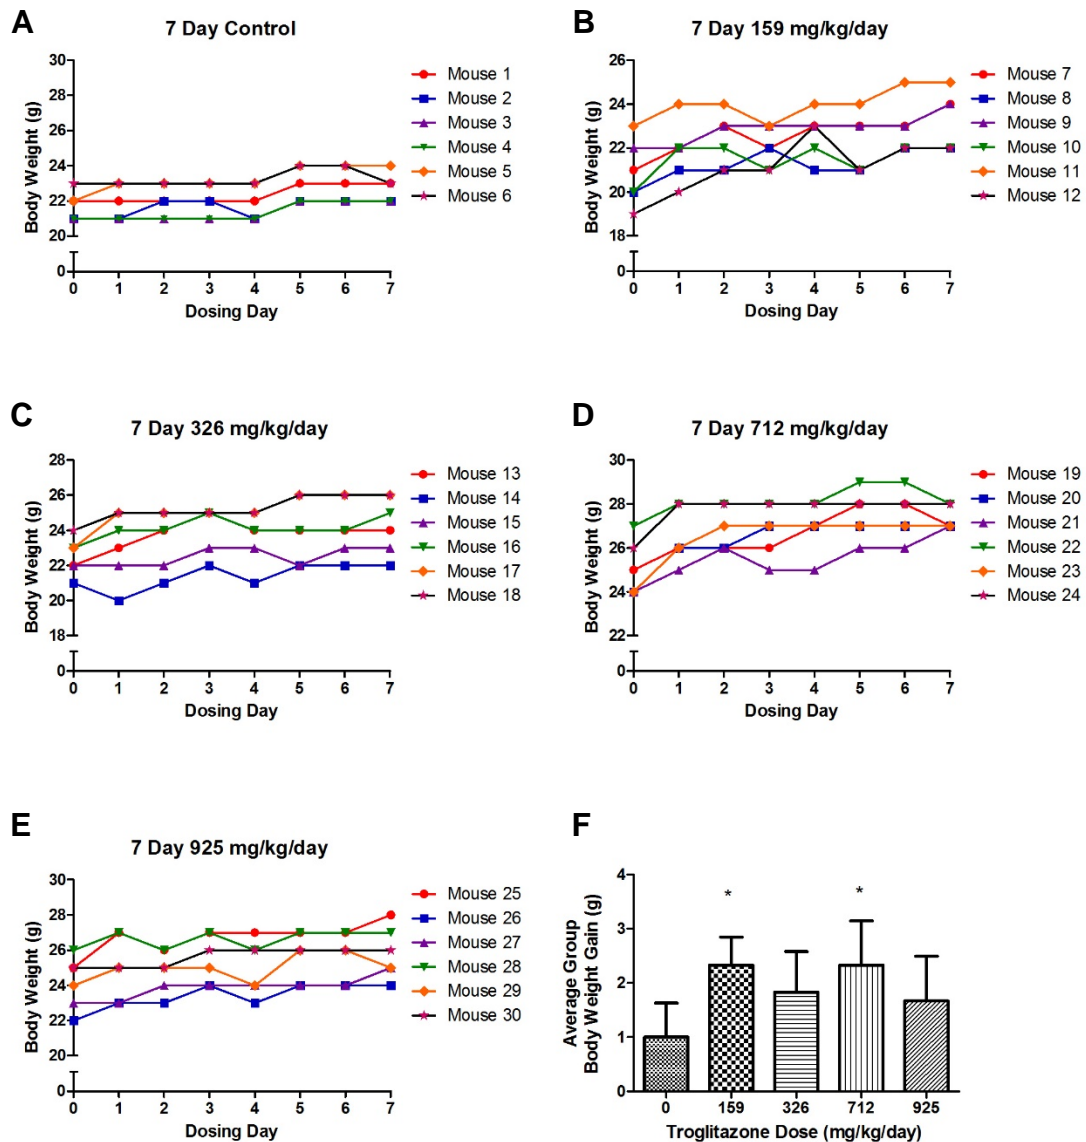 A
7 Day Control
Body Weight (g)
30
28
26
24
22
20
0
0 1 2 3 4 5 6 7
Dosing Day
Mouse 1
Mouse 2
Mouse 3
Mouse 4
Mouse 5
Mouse 6
B
7 Day 159 mg/kg/day
Body Weight (g)
26
24
22
20
18
0
0 1 2 3 4 5 6 7
Dosing Day
Mouse 7
Mouse 8
Mouse 9
Mouse 10
Mouse 11
Mouse 12
C
7 Day 326 mg/kg/day
Body Weight (g)
28
26
24
22
20
18
0
0 1 2 3 4 5 6 7
Dosing Day
Mouse 13
Mouse 14
Mouse 15
Mouse 16
Mouse 17
Mouse 18
D
7 Day 712 mg/kg/day
Body Weight (g)
30
28
26
24
22
0
0 1 2 3 4 5 6 7
Dosing Day
Mouse 19
Mouse 20
Mouse 21
Mouse 22
Mouse 23
Mouse 24
E
7 Day 925 mg/kg/day
Body Weight (g)
30
28
26
24
22
20
0
0 1 2 3 4 5 6 7
Dosing Day
Mouse 25
Mouse 26
Mouse 27
Mouse 28
Mouse 29
Mouse 30
F
Average Group
Body Weight Gain (g)
4
3
2
1
0
* *
0 159 326 712 925
Troglitazone Dose (mg/kg/day)